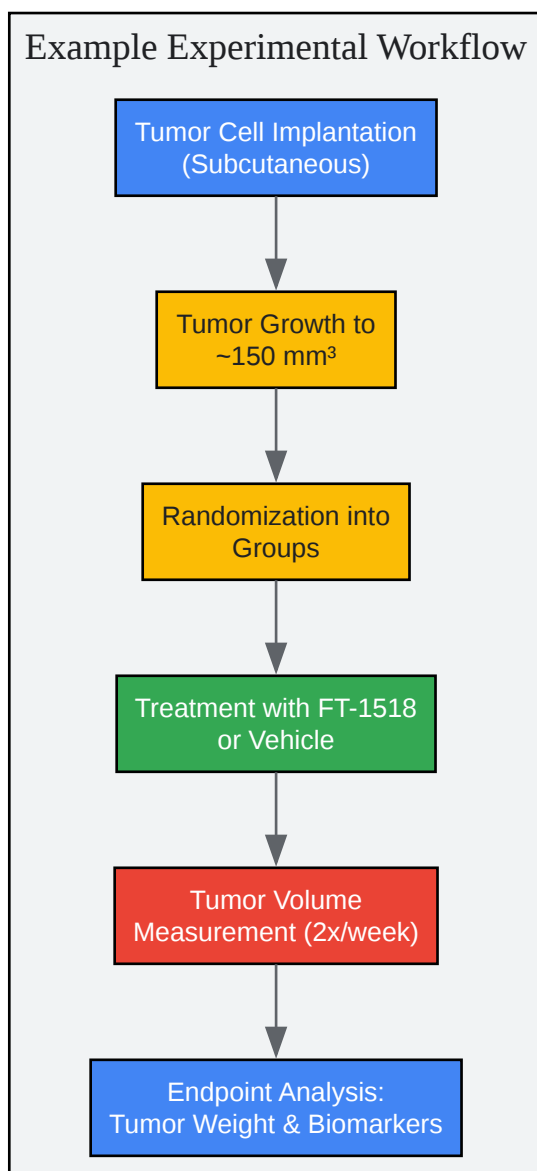 Example Experimental Workflow
Tumor Cell Implantation
(Subcutaneous)
Tumor Growth to
~150 mm³
Randomization into
Groups
Treatment with FT-1518
or Vehicle
Tumor Volume
Measurement (2x/week)
Endpoint Analysis:
Tumor Weight & Biomarkers